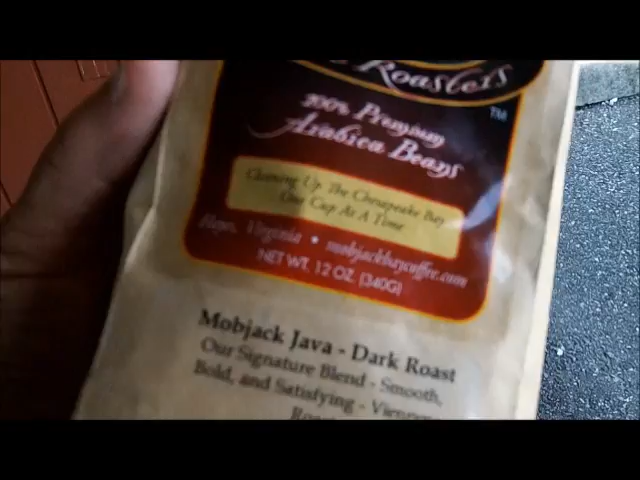 Roasters
TM
100% Premium
Arabica Beans
Cleaning Up The Chesapeake Bay
One Cup At A Time
Hayes, Virginia • mobjackbaycoffee.com
NET WT. 12 OZ. (340G)
Mobjack Java - Dark Roast
Our Signature Blend - Smooth,
Bold, and Satisfying - Viennese